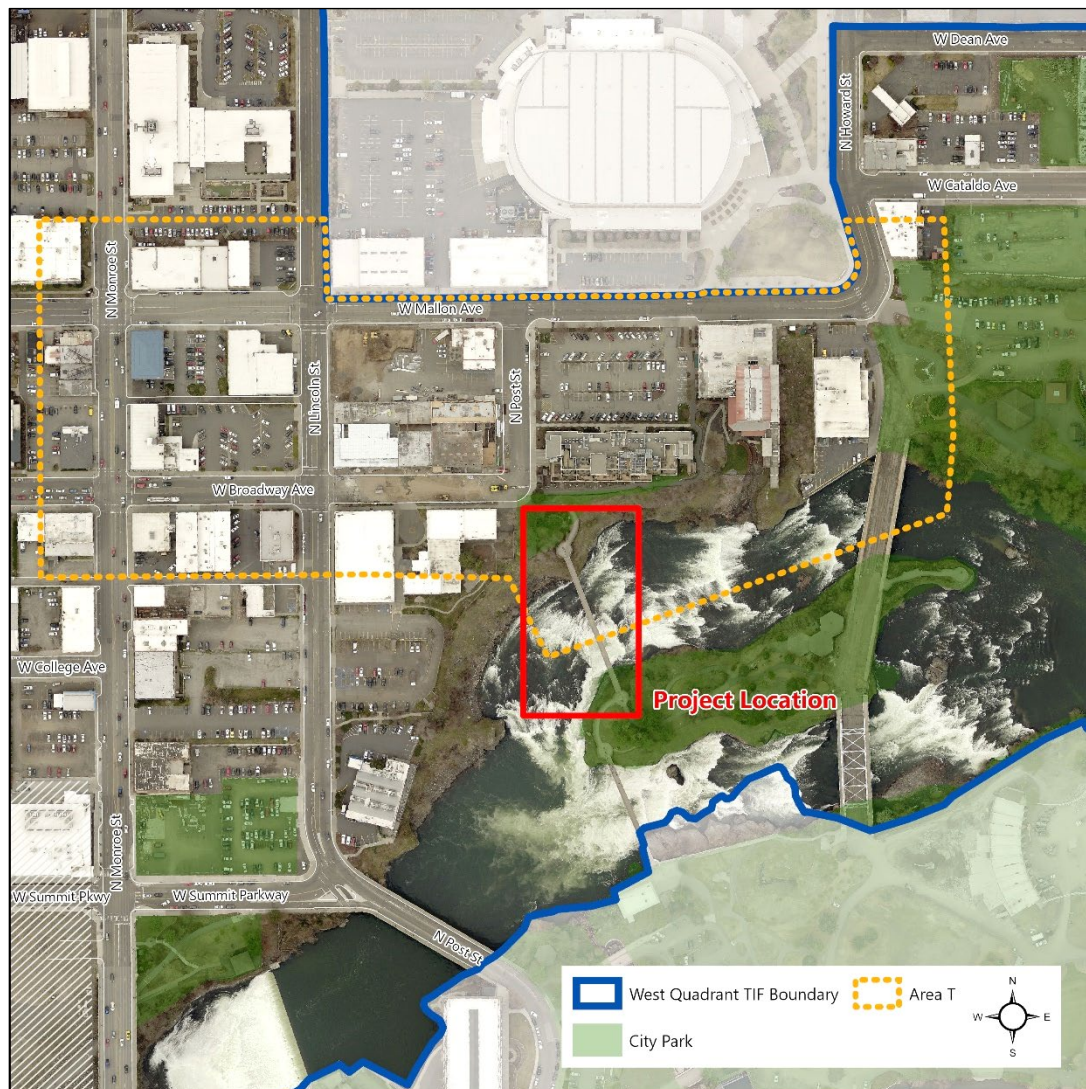 W Dean Ave
N Howard St
W Cataldo Ave
N Monroe St
W Mallon Ave
N Lincoln St
N Post St
W Broadway Ave
W College Ave
Project Location
N Monroe St
W Summit Pkwy
W Summit Parkway
N Post St
West Quadrant TIF Boundary
Area T
City Park
N
W
E
S